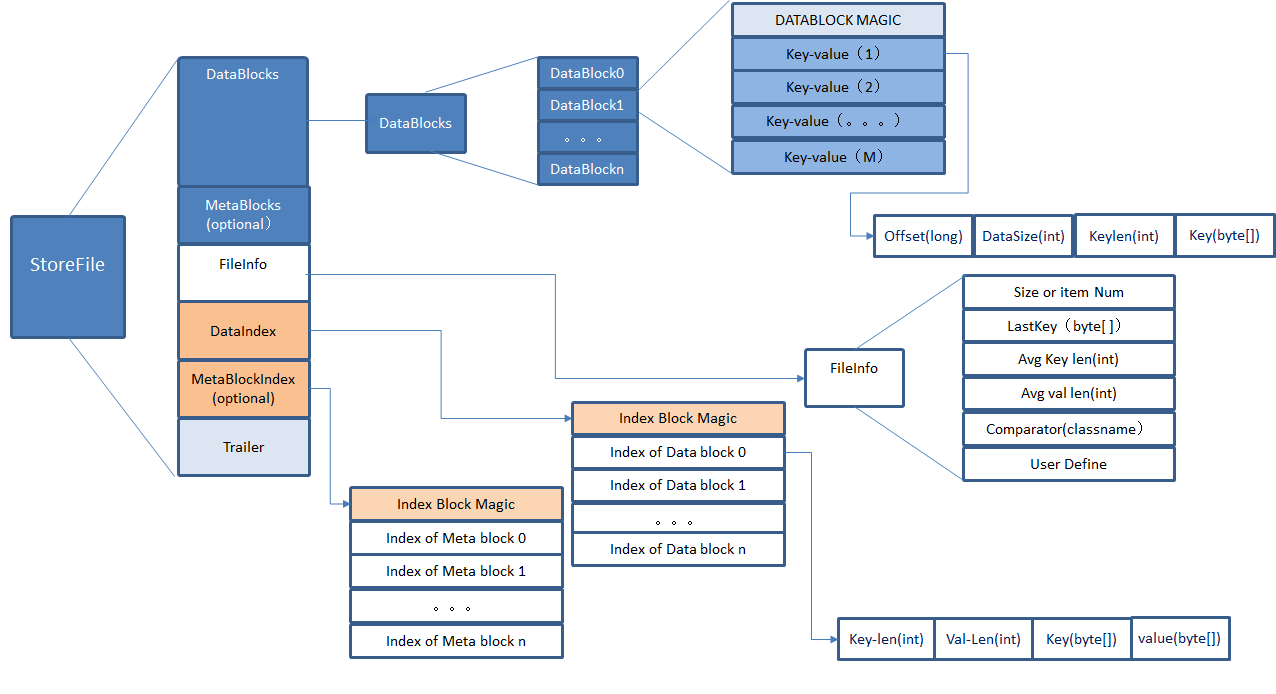 StoreFile
DataBlocks
MetaBlocks
(optional）
FileInfo
DataIndex
MetaBlockIndex
(optional)
Trailer
DataBlocks
DataBlock0
DataBlock1
。。。
DataBlockn
DATABLOCK MAGIC
Key-value（1）
Key-value（2）
Key-value（。。。）
Key-value（M）
Offset(long)
DataSize(int)
Keylen(int)
Key(byte[])
FileInfo
Size or item Num
LastKey（byte[ ]）
Avg Key len(int)
Avg val len(int)
Comparator(classname）
User Define
Index Block Magic
Index of Data block 0
Index of Data block 1
。。。
Index of Data block n
Index Block Magic
Index of Meta block 0
Index of Meta block 1
。。。
Index of Meta block n
Key-len(int)
Val-Len(int)
Key(byte[])
value(byte[])